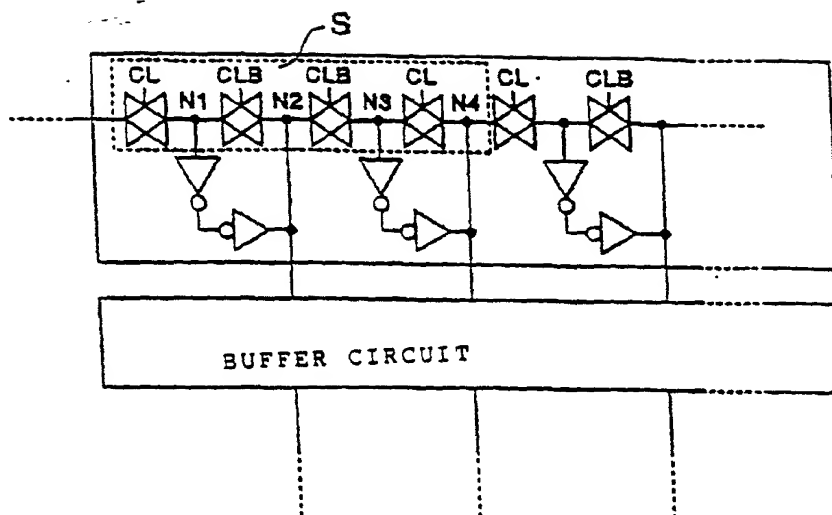 S
CL CLB CLB CL CL CLB
N1 N2 N3 N4
BUFFER CIRCUIT